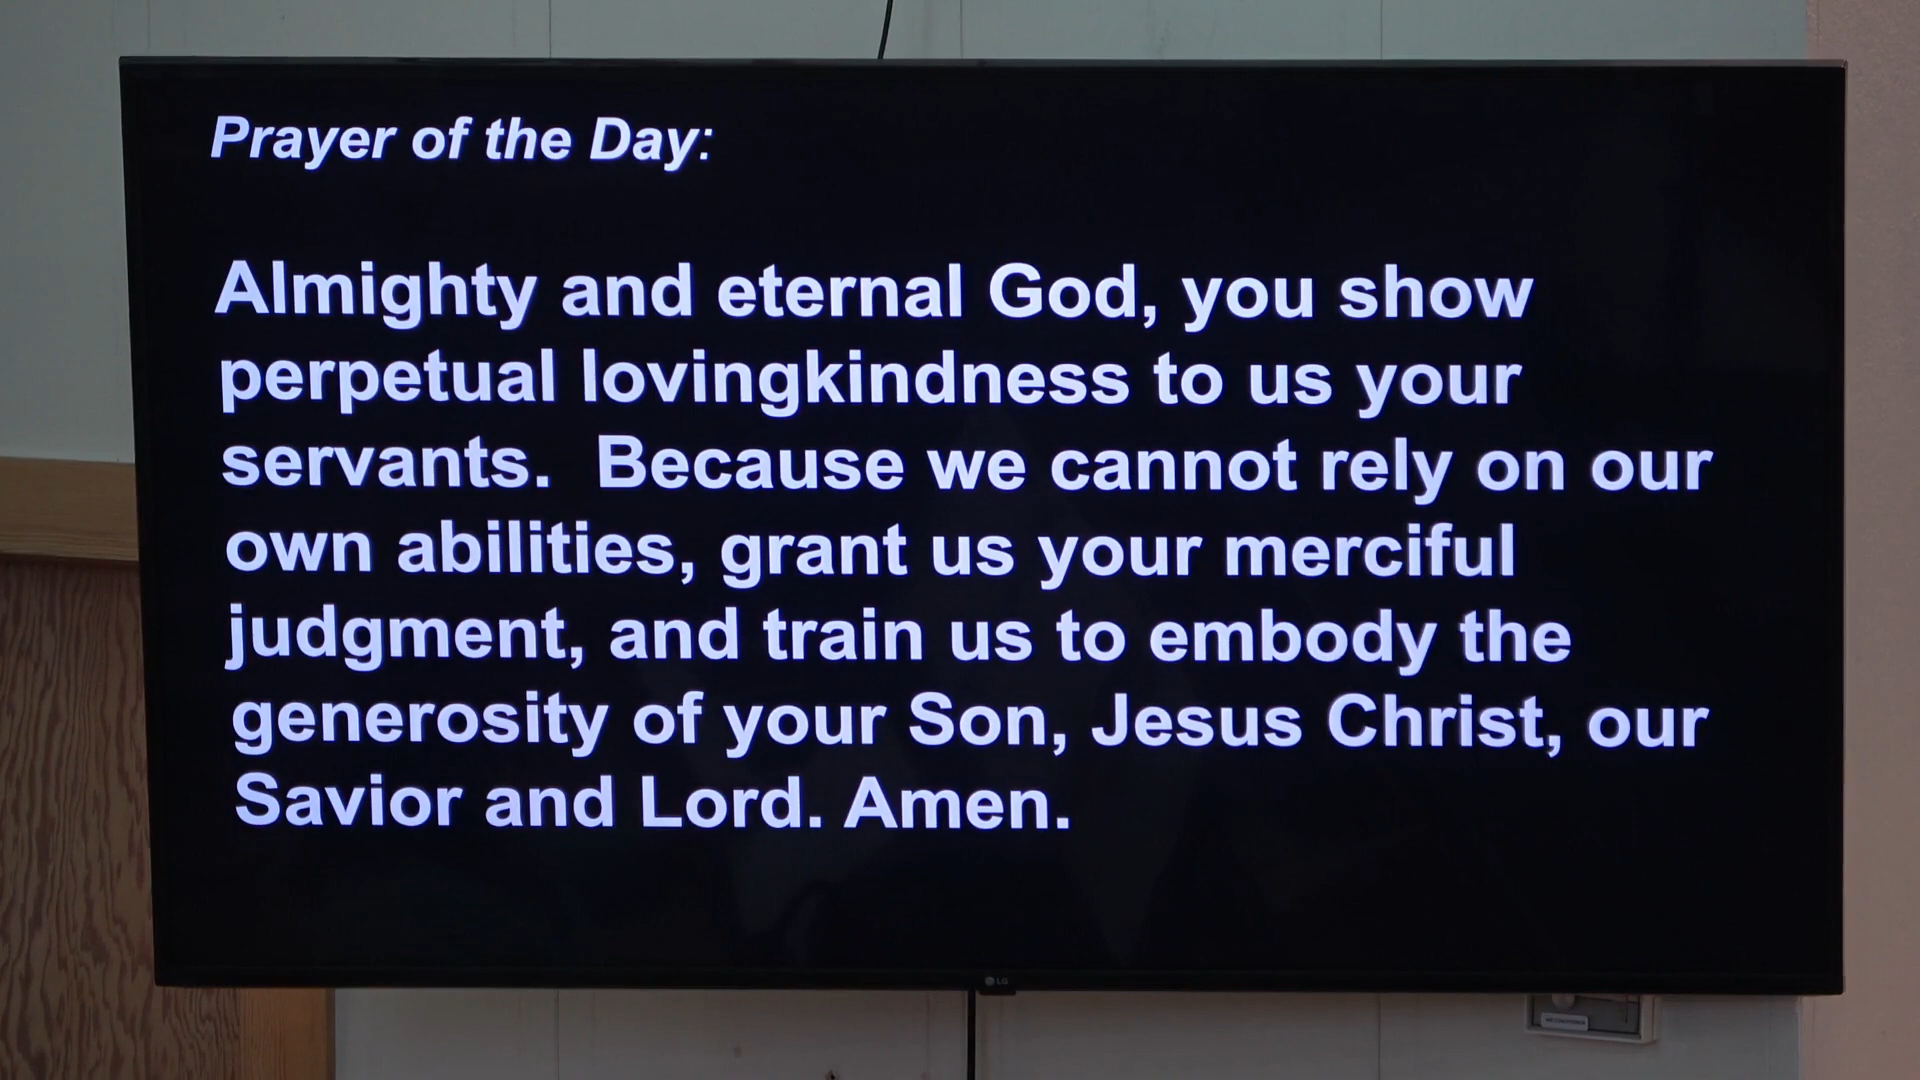 Prayer of the Day:
Almighty and eternal God, you show
perpetual lovingkindness to us your
servants.  Because we cannot rely on our
own abilities, grant us your merciful
judgment, and train us to embody the
generosity of your Son, Jesus Christ, our
Savior and Lord. Amen.
LG